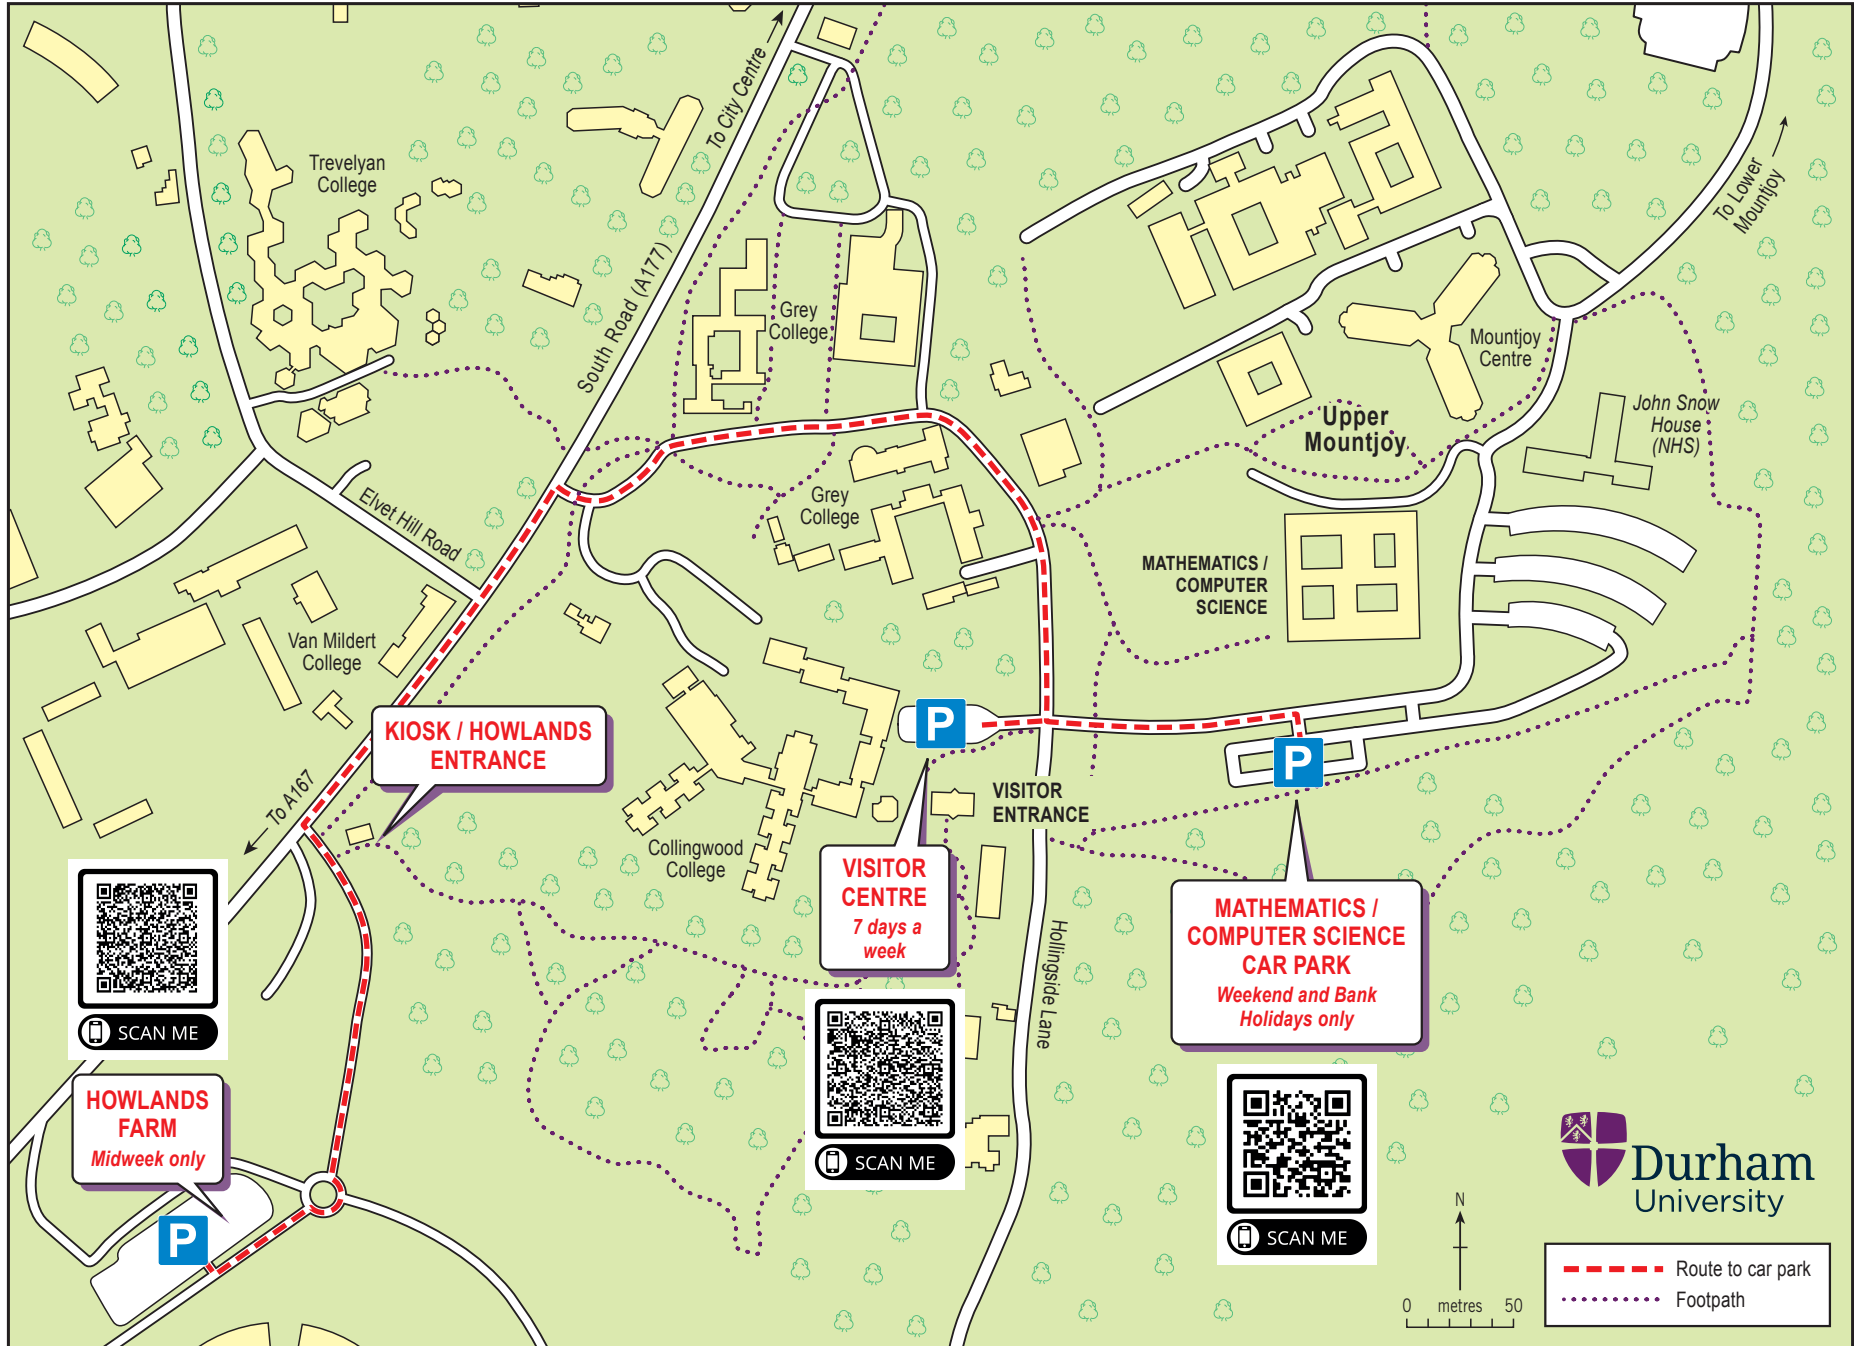 To City Centre
Trevelyan
College
To Lower
Mountjoy
South Road (A177)
Grey
College
Mountjoy
Centre
Upper
Mountjoy
John Snow
House
(NHS)
Elvet Hill Road
Grey
College
MATHEMATICS /
COMPUTER
SCIENCE
Van Mildert
College
KIOSK / HOWLANDS
ENTRANCE
P
P
To A167
VISITOR
ENTRANCE
Collingwood
College
VISITOR
CENTRE
7 days a
week
MATHEMATICS /
COMPUTER SCIENCE
CAR PARK
Weekend and Bank
Holidays only
Hollingside Lane
SCAN ME
HOWLANDS
FARM
Midweek only
SCAN ME
P
SCAN ME
Durham
University
N
0 metres 50
Route to car park
Footpath